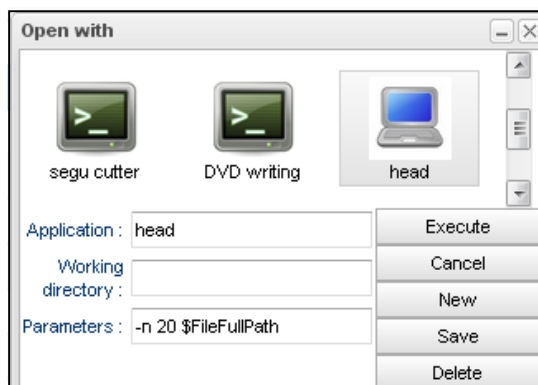 Open with
>_
>_
segu cutter
DVD writing
head
Application :
head
Execute
Working
directory :
Cancel
New
Parameters :
-n 20 $FileFullPath
Save
Delete